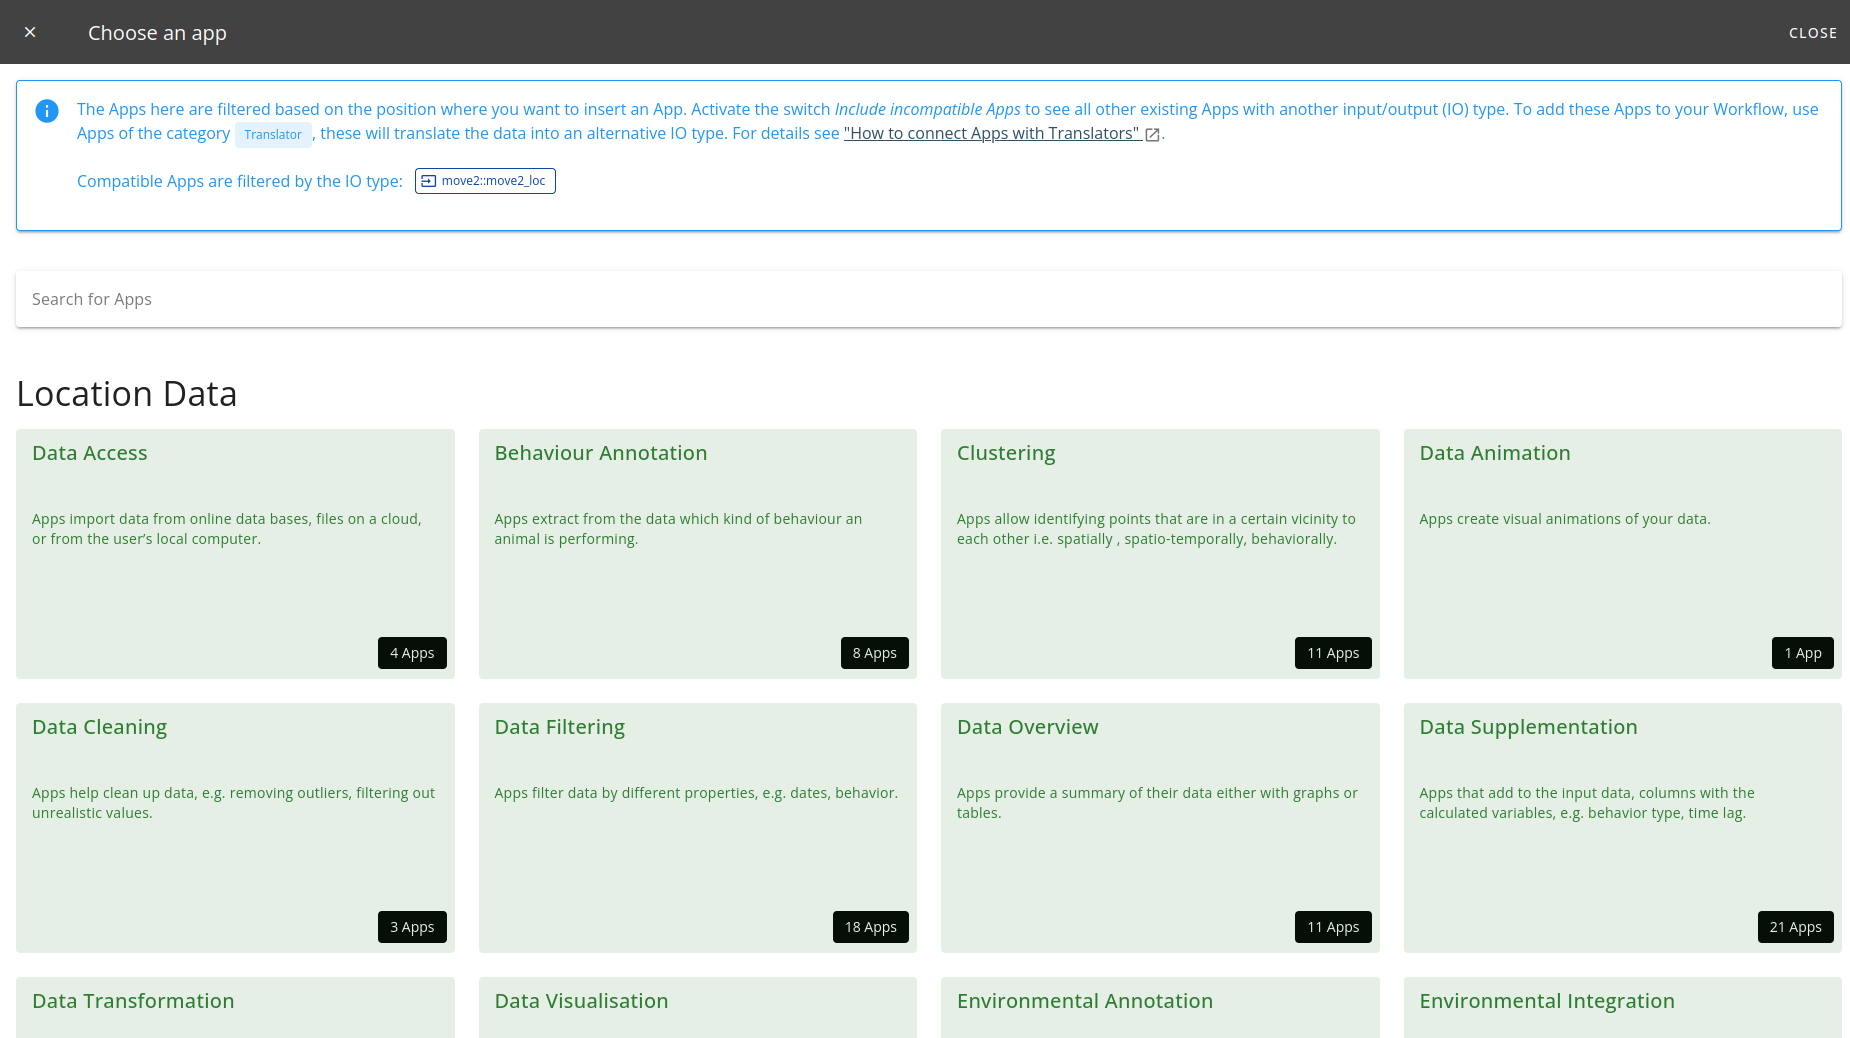 × Choose an app CLOSE
The Apps here are filtered based on the position where you want to insert an App. Activate the switch Include incompatible Apps to see all other existing Apps with another input/output (IO) type. To add these Apps to your Workflow, use
Apps of the category Translator, these will translate the data into an alternative IO type. For details see "How to connect Apps with Translators" .
Compatible Apps are filtered by the IO type: move2::move2_loc
Search for Apps
Location Data
Data Access
Apps import data from online data bases, files on a cloud,
or from the user’s local computer.
4 Apps
Behaviour Annotation
Apps extract from the data which kind of behaviour an
animal is performing.
8 Apps
Clustering
Apps allow identifying points that are in a certain vicinity to
each other i.e. spatially , spatio-temporally, behaviorally.
11 Apps
Data Animation
Apps create visual animations of your data.
1 App
Data Cleaning
Apps help clean up data, e.g. removing outliers, filtering out
unrealistic values.
3 Apps
Data Filtering
Apps filter data by different properties, e.g. dates, behavior.
18 Apps
Data Overview
Apps provide a summary of their data either with graphs or
tables.
11 Apps
Data Supplementation
Apps that add to the input data, columns with the
calculated variables, e.g. behavior type, time lag.
21 Apps
Data Transformation
Data Visualisation
Environmental Annotation
Environmental Integration